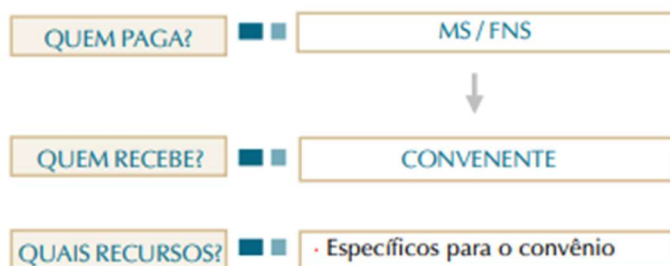 QUEM PAGA? MS / FNS
QUEM RECEBE? CONVENENTE
QUAIS RECURSOS? · Específicos para o convênio